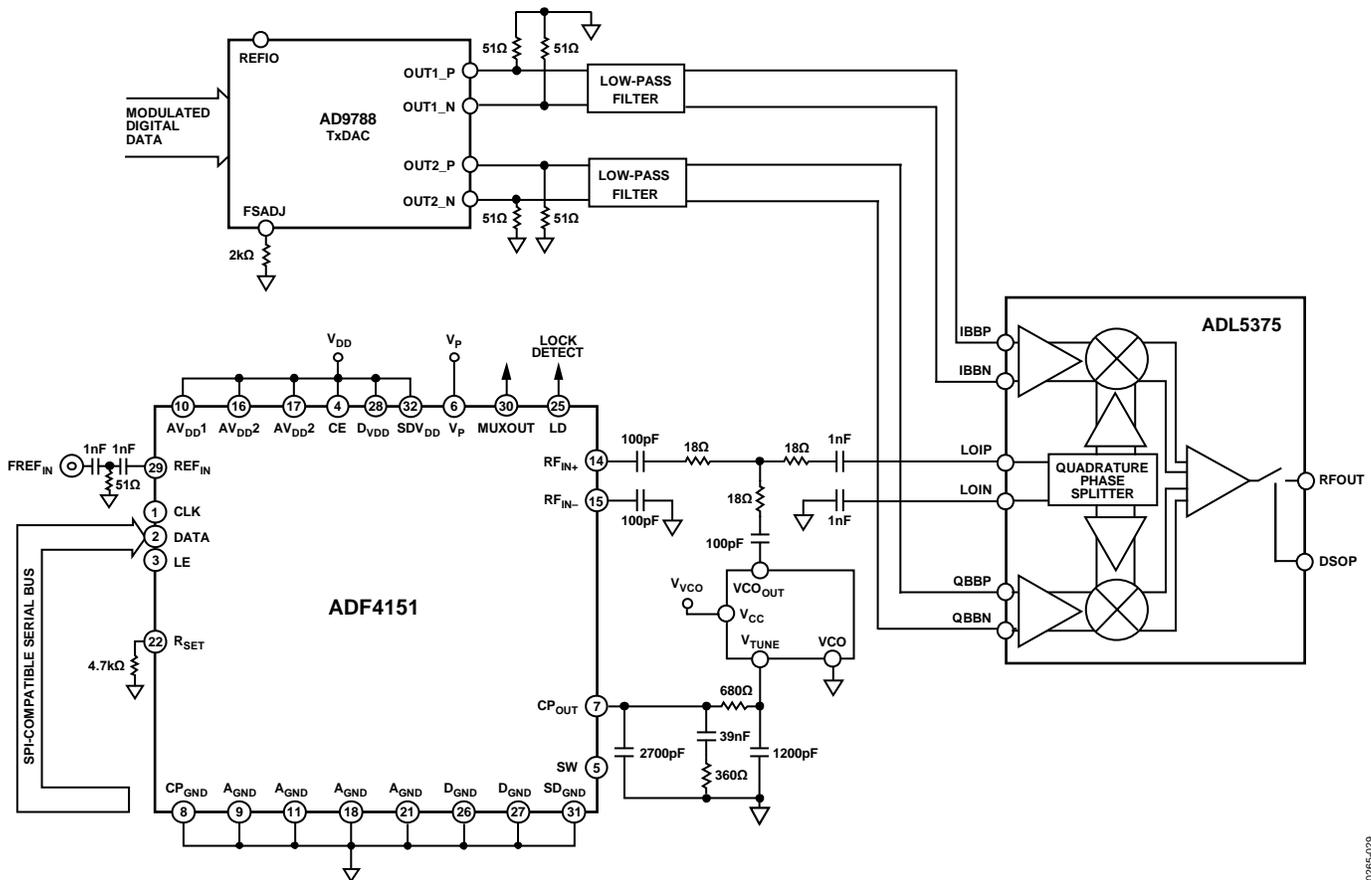 REFIO
MODULATED
DIGITAL
DATA
AD9788
TxDAC
OUT1_P
OUT1_N
OUT2_P
OUT2_N
FSADJ
2kΩ
51Ω
51Ω
51Ω
51Ω
LOW-PASS
FILTER
LOW-PASS
FILTER
ADL5375
IBBP
IBBN
LOIP
LOIN
QBBP
QBBN
QUADRATURE
PHASE
SPLITTER
RFOUT
DSOP
VDD
VP
LOCK
DETECT
10
16
17
4
28
32
6
30
25
AVDD1
AVDD2
AVDD2
CE
DVDD
SDVDD
VP
MUXOUT
LD
FREFIN
1nF
1nF
51Ω
29
REFIN
1
CLK
2
DATA
3
LE
SPI-COMPATIBLE SERIAL BUS
22
RSET
4.7kΩ
ADF4151
RFIN+
14
RFIN–
15
100pF
100pF
18Ω
18Ω
18Ω
1nF
1nF
100pF
VVCO
VCOOUT
VCC
VTUNE
VCO
CPOUT
7
SW
5
680Ω
2700pF
39nF
360Ω
1200pF
CPGND
AGND
AGND
AGND
AGND
DGND
DGND
SDGND
8
9
11
18
21
26
27
31